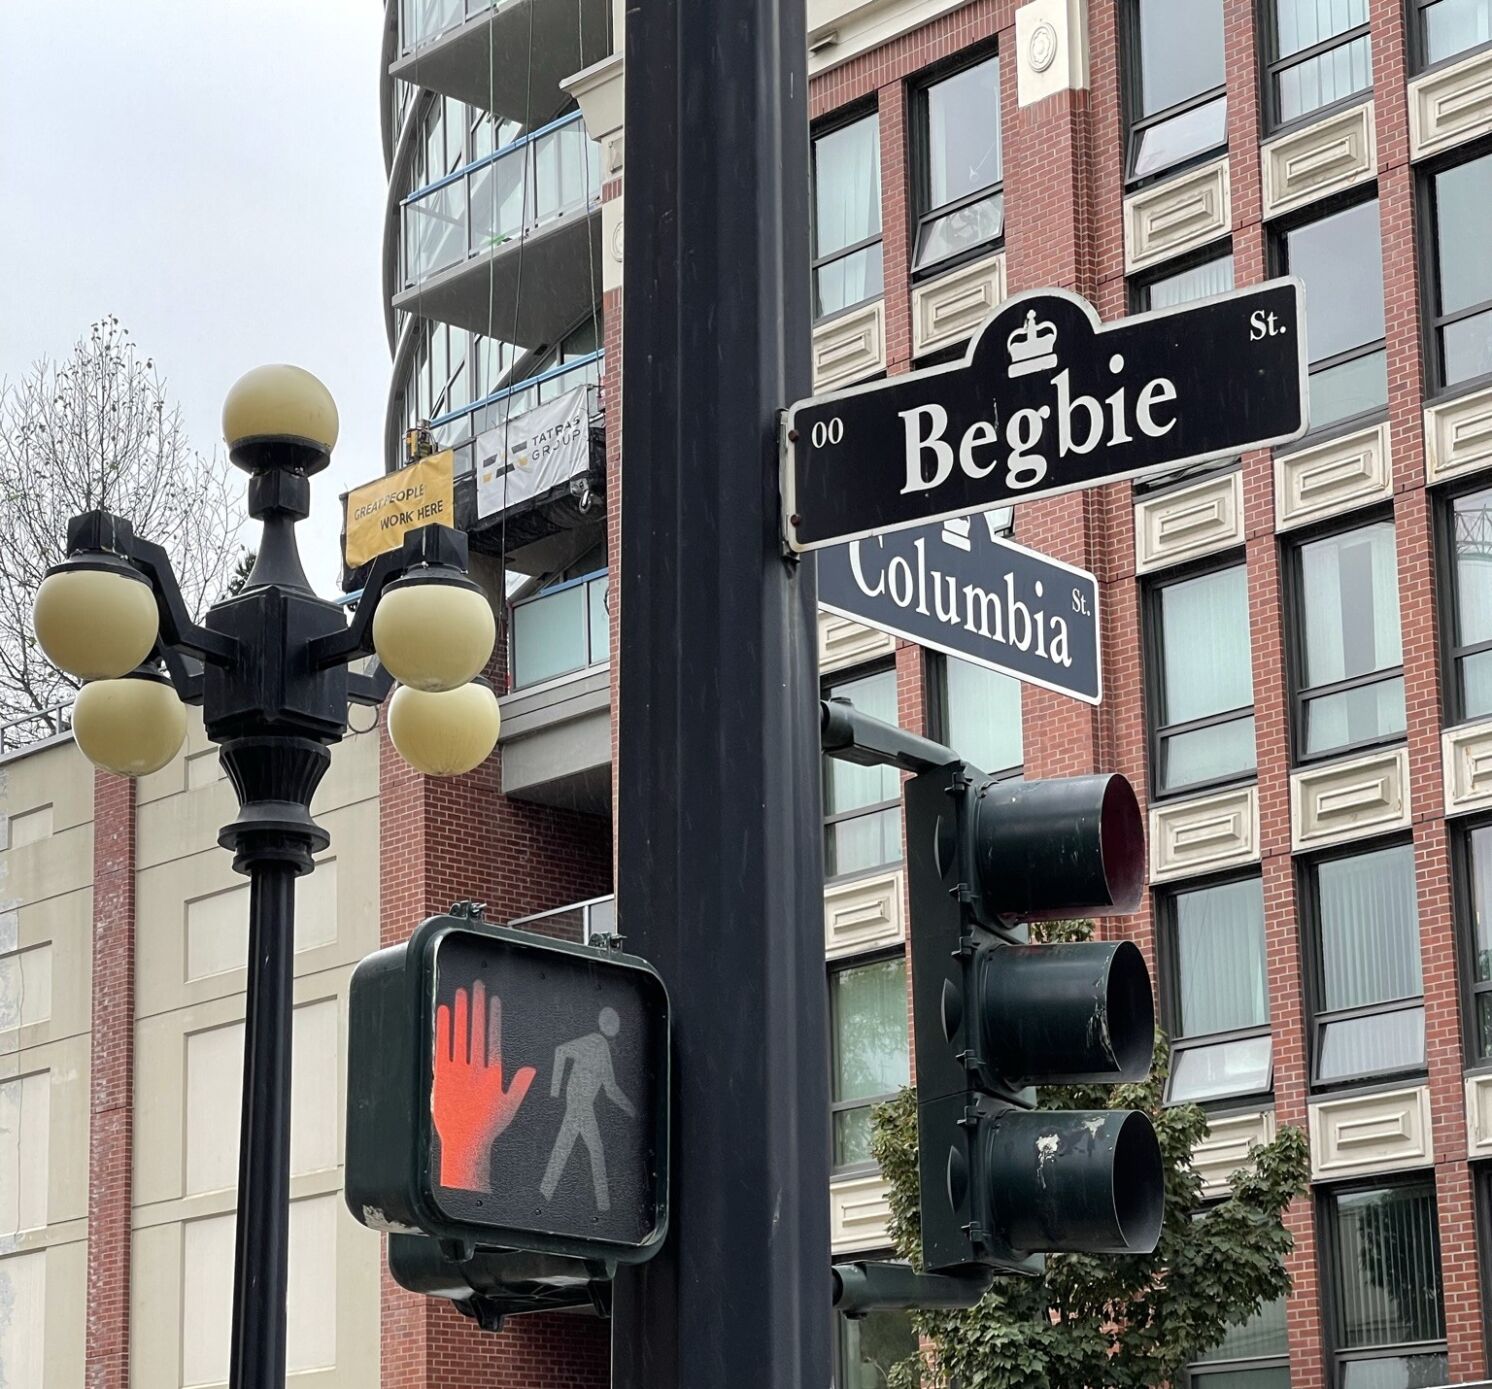 TATRAS
GROUP
GREAT PEOPLE
WORK HERE
00 Begbie St.
Columbia St.